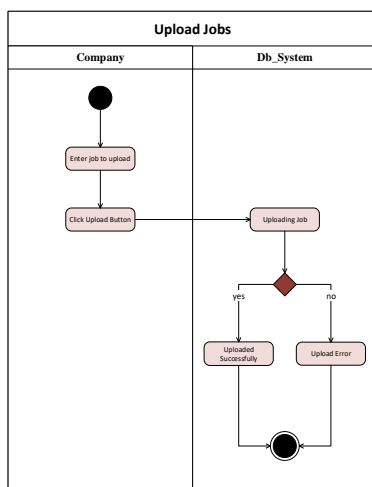 Upload Jobs
Company
Db_System
Enter job to upload
Click Upload Button
Uploading Job
yes
no
Uploaded
Successfully
Upload Error